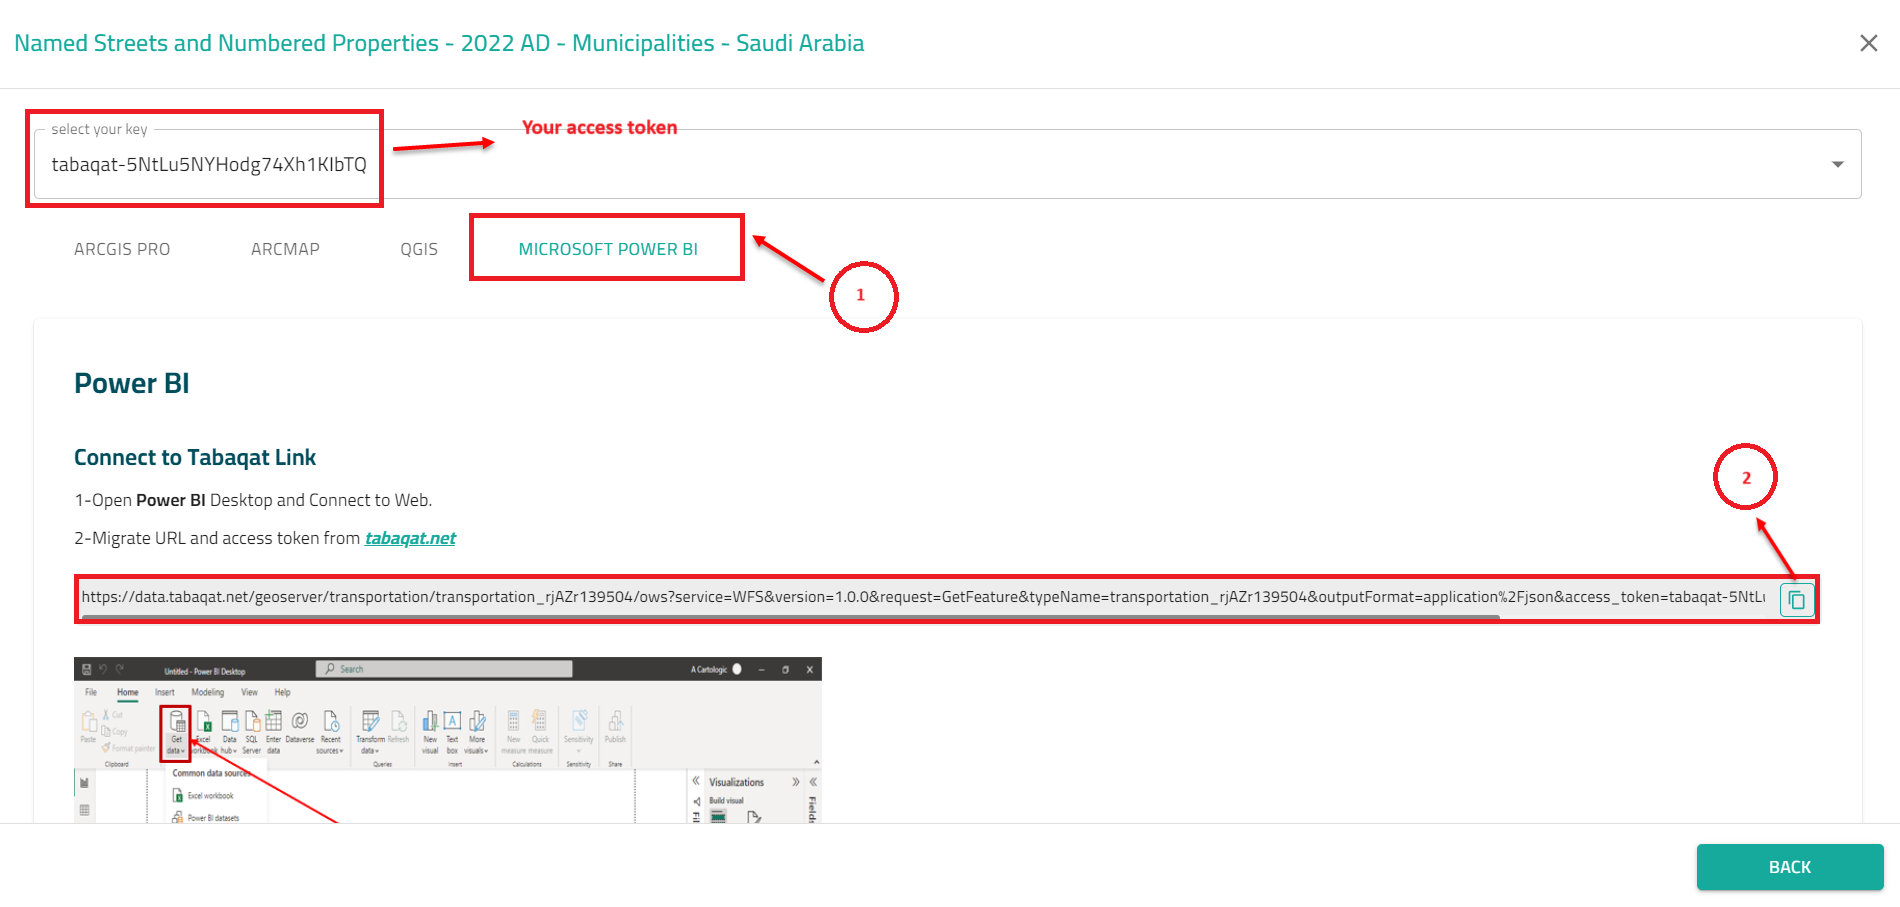 Named Streets and Numbered Properties - 2022 AD - Municipalities - Saudi Arabia
select your key
Your access token
tabaqat-5NtLu5NYHodg74Xh1KIbTQ
ARCGIS PRO ARCMAP QGIS MICROSOFT POWER BI
1
Power BI
Connect to Tabaqat Link
2
1-Open Power BI Desktop and Connect to Web.
2-Migrate URL and access token from tabaqat.net
https://data.tabaqat.net/geoserver/transportation/transportation_rjAZr139504/ows?service=WFS&version=1.0.0&request=GetFeature&typeName=transportation_rjAZr139504&outputFormat=application%2Fjson&access_token=tabaqat-5NtLu
Untitled - Power BI Desktop Search A Cartologic
File Home Insert Modeling View Help
Cut
Copy
Format painter
Paste
Get data Excel workbook Data hub SQL Server Enter data Dataverse Recent sources Transform data Refresh New visual Text box More visuals New measure Quick measure Sensitivity Publish
Clipboard Queries Insert Calculations Sensitivity Share
Common data sources
Excel workbook
Power BI datasets
Visualizations
Build visual
Fields
BACK